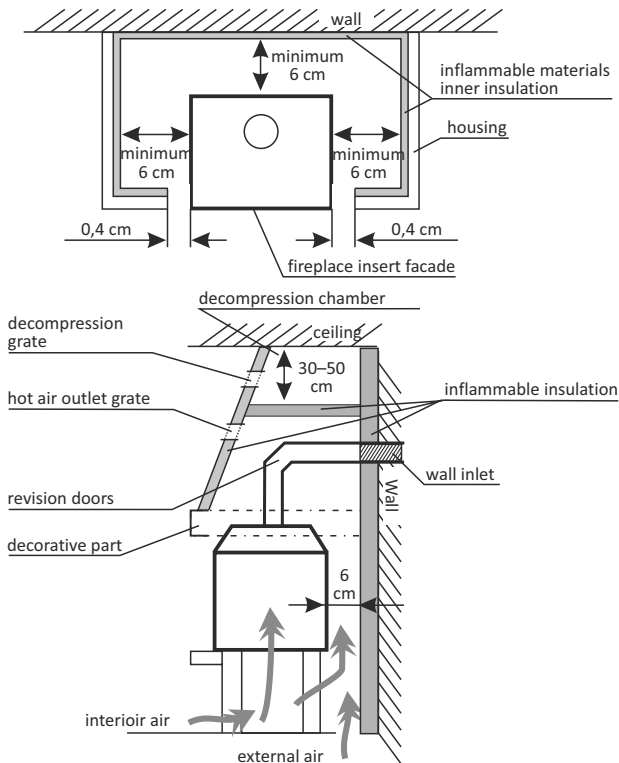 wall
minimum
6 cm
inflammable materials
inner insulation
housing
minimum
6 cm
minimum
6 cm
0,4 cm
0,4 cm
fireplace insert facade
decompression chamber
decompression
grate
ceiling
30–50
cm
hot air outlet grate
inflammable insulation
wall inlet
revision doors
Wall
decorative part
6
cm
interioir air
external air